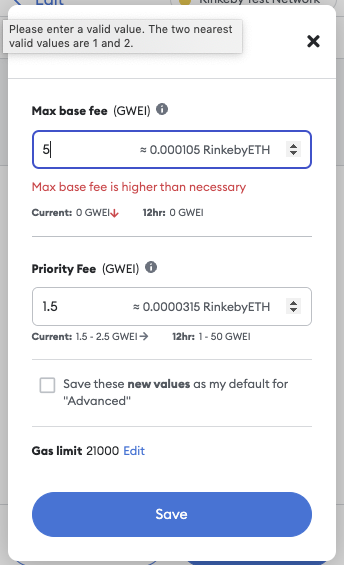 Edit
Rinkeby Test Network
Please enter a valid value. The two nearest
valid values are 1 and 2.
Max base fee (GWEI)
5 ≈ 0.000105 RinkebyETH
Max base fee is higher than necessary
Current: 0 GWEI↓ 12hr: 0 GWEI
Priority Fee (GWEI)
1.5 ≈ 0.0000315 RinkebyETH
Current: 1.5 - 2.5 GWEI→ 12hr: 1 - 50 GWEI
Save these new values as my default for
"Advanced"
Gas limit 21000 Edit
Save